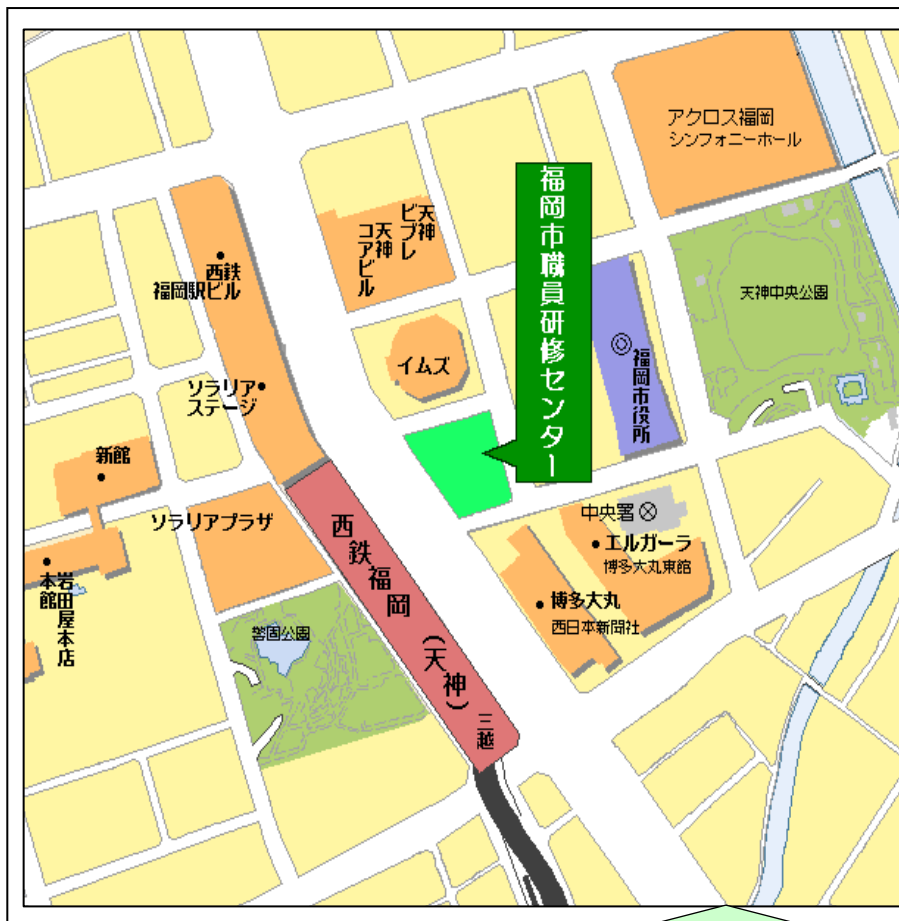 アクロス福岡
シンフォニーホール
福岡市職員研修センター
天神
ビブレ
天神
コアビル
西鉄
福岡駅ビル
天神中央公園
福岡市役所
イムズ
ソラリア
ステージ
新館
ソラリアプラザ
西鉄福岡(天神)
三越
中央署
エルガーラ
博多大丸東館
博多大丸
西日本新聞社
岩田屋本店
本館
警固公園